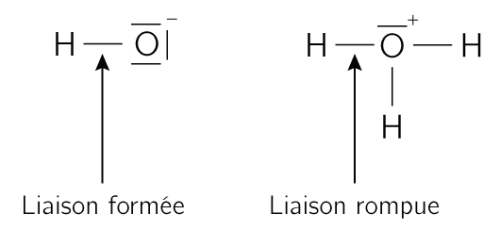 H — O⁻
H — O⁺ — H
H
Liaison formée
Liaison rompue